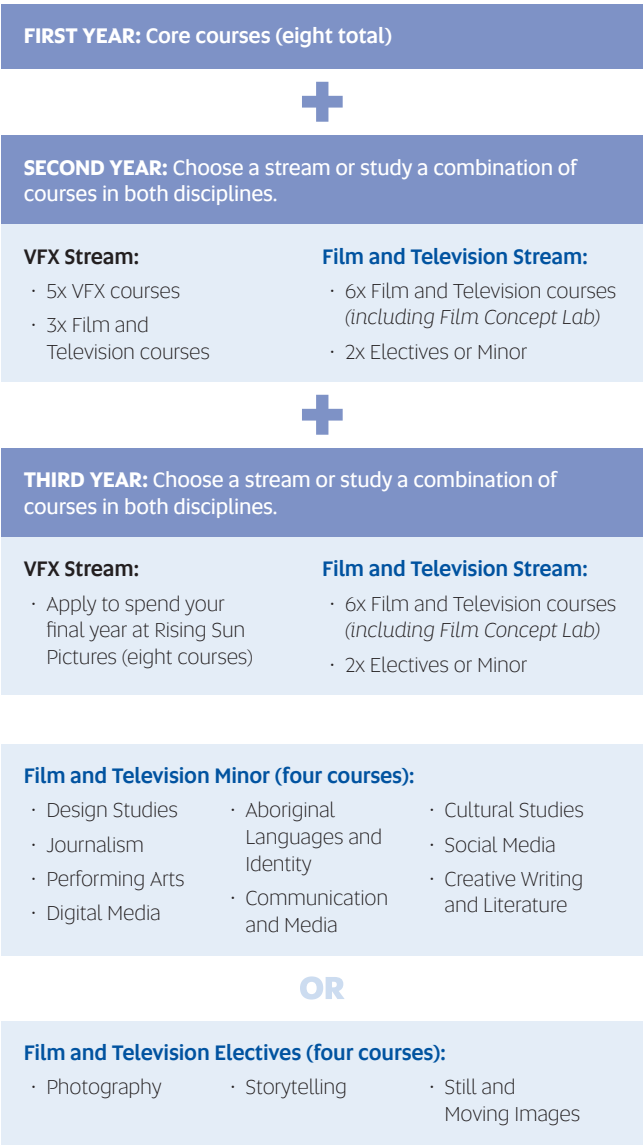 FIRST YEAR: Core courses (eight total)
SECOND YEAR: Choose a stream or study a combination of
courses in both disciplines.
VFX Stream:
· 5x VFX courses
· 3x Film and
Television courses
Film and Television Stream:
· 6x Film and Television courses
(including Film Concept Lab)
· 2x Electives or Minor
THIRD YEAR: Choose a stream or study a combination of
courses in both disciplines.
VFX Stream:
· Apply to spend your
final year at Rising Sun
Pictures (eight courses)
Film and Television Stream:
· 6x Film and Television courses
(including Film Concept Lab)
· 2x Electives or Minor
Film and Television Minor (four courses):
· Design Studies
· Journalism
· Performing Arts
· Digital Media
· Aboriginal
Languages and
Identity
· Communication
and Media
· Cultural Studies
· Social Media
· Creative Writing
and Literature
OR
Film and Television Electives (four courses):
· Photography
· Storytelling
· Still and
Moving Images